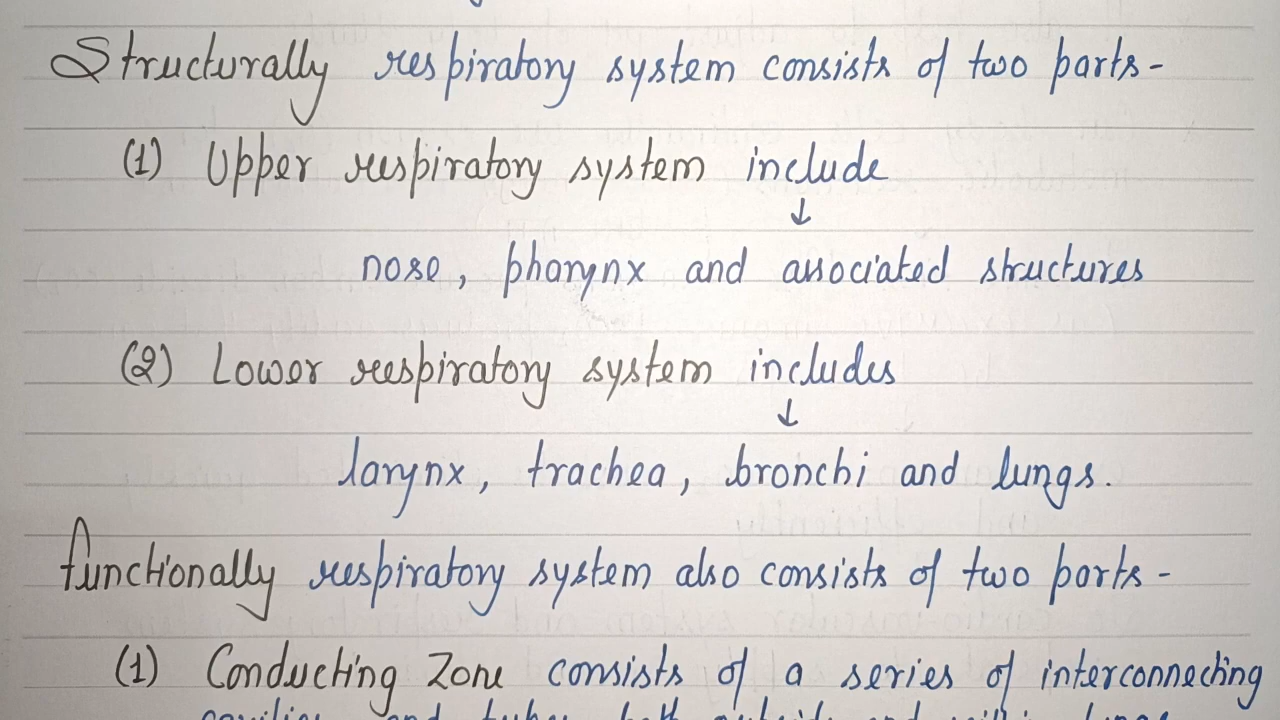 Structurally respiratory system consists of two parts-
(1) Upper respiratory system include
↓
nose, pharynx and associated structures
(2) Lower respiratory system includes
↓
larynx, trachea, bronchi and lungs.
functionally respiratory system also consists of two parts-
(1) Conducting Zone consists of a series of interconnecting